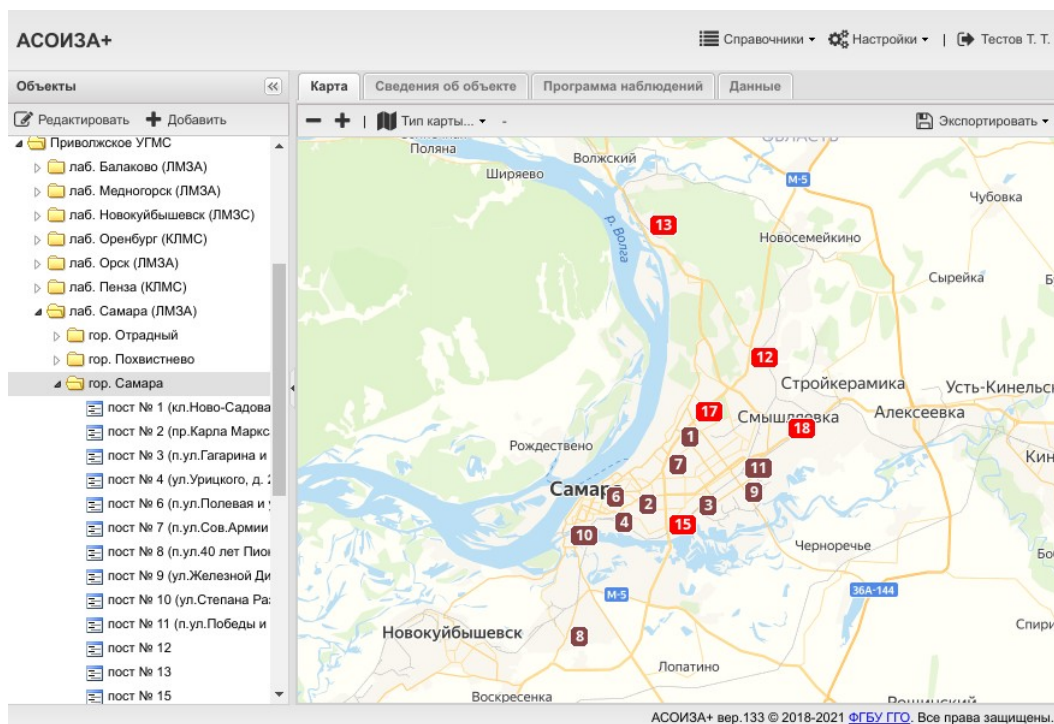 АСОИЗА+
Справочники Настройки | Тестов Т. Т.
Объекты
Карта Сведения об объекте Программа наблюдений Данные
Редактировать Добавить
| Тип карты... -
Экспортировать
Приволжское УГМС
лаб. Балаково (ЛМЗА)
лаб. Медногорск (ЛМЗА)
лаб. Новокуйбышевск (ЛМЗС)
лаб. Оренбург (КЛМС)
лаб. Орск (ЛМЗА)
лаб. Пенза (КЛМС)
лаб. Самара (ЛМЗА)
гор. Отрадный
гор. Похвистнево
гор. Самара
пост № 1 (кл.Ново-Садова
пост № 2 (пр.Карла Маркс
пост № 3 (п.ул.Гагарина и
пост № 4 (ул.Урицкого, д. 2
пост № 6 (п.ул.Полевая и у
пост № 7 (п.ул.Сов.Армии
пост № 8 (п.ул.40 лет Пион
пост № 9 (ул.Железной Ди
пост № 10 (ул.Степана Раз
пост № 11 (п.ул.Победы и
пост № 12
пост № 13
пост № 15
Поляна
Волжский
Ширяево
М-5
Чубовка
р. Волга
13
Новосемейкино
Сырейка
12
Стройкерамика
Усть-Кинельск
17
Смышляевка
Алексеевка
18
1
Рождествено
7
11
Кин
Самара
6
2
3
9
4
15
10
Черноречье
Бо
М-5
36А-144
Новокуйбышевск
8
Спири
Лопатино
Воскресенка
АСОИЗА+ вер.133 © 2018-2021 ФГБУ ГГО. Все права защищены.